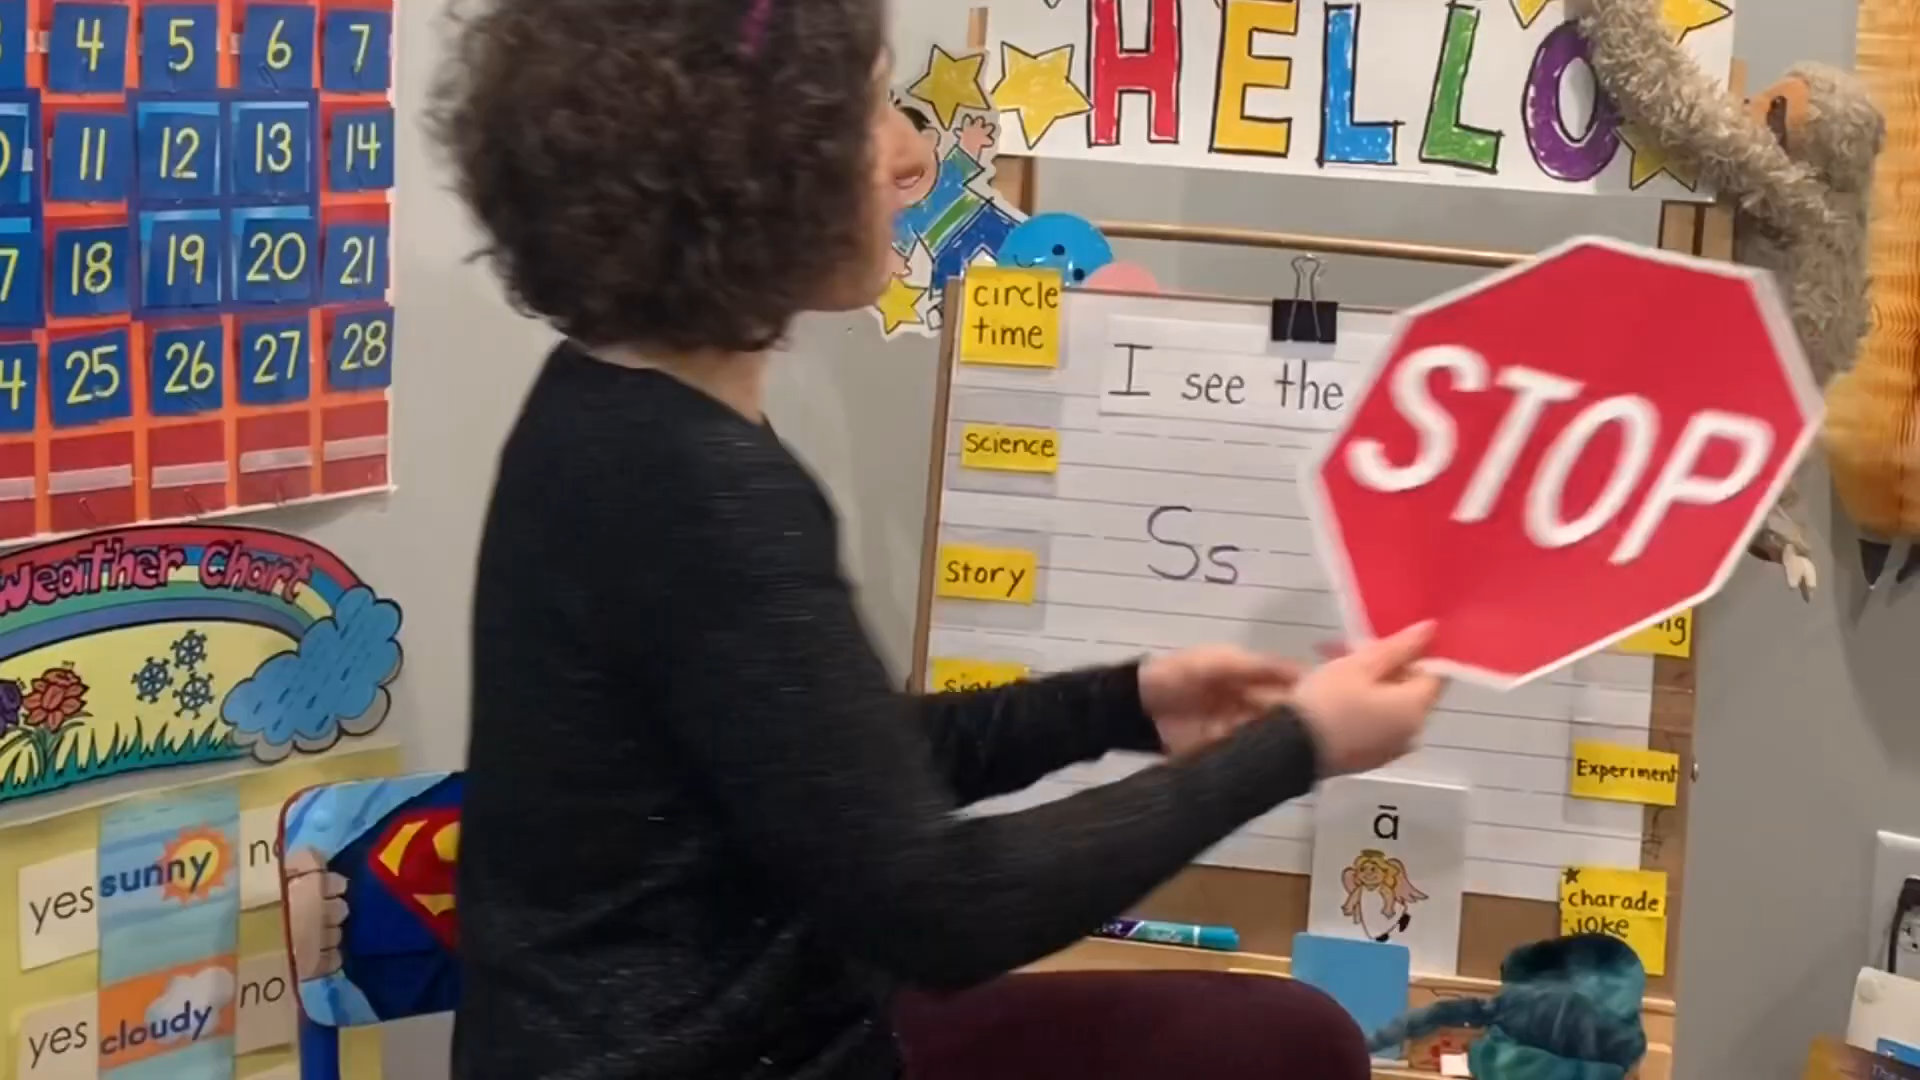 4 5 6 7
11 12 13 14
18 19 20 21
25 26 27 28
Weather Chart
yes sunny
yes cloudy no
HELLO
circle
time
I see the
Science
Ss
Story
STOP
Experiment
ā
charade
joke